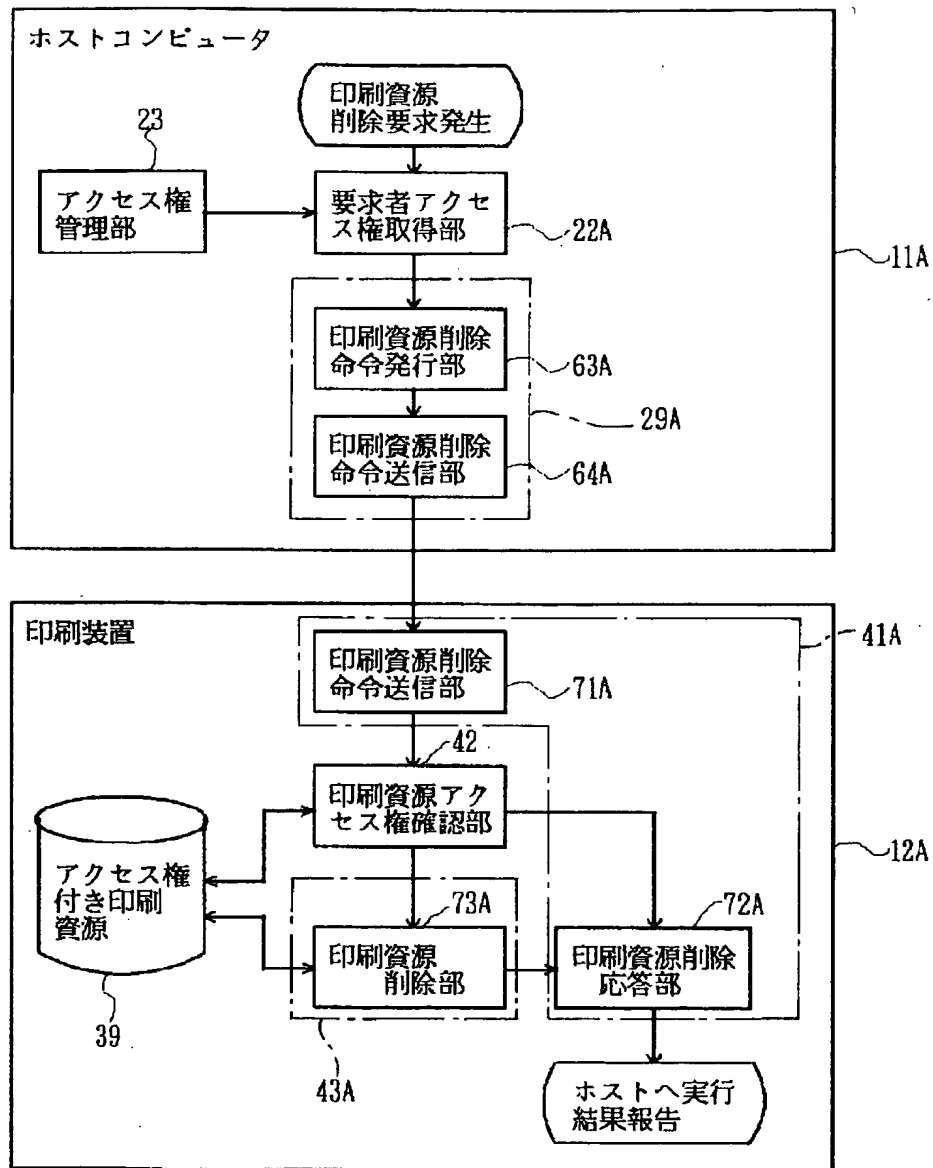 ホストコンピュータ
印刷資源
削除要求発生
23
アクセス権
管理部
要求者アクセ
ス権取得部
22A
11A
印刷資源削除
命令発行部
63A
29A
印刷資源削除
命令送信部
64A
印刷装置
41A
印刷資源削除
命令送信部
71A
42
印刷資源アク
セス権確認部
12A
アクセス権
付き印刷
資源
39
73A
印刷資源
削除部
43A
72A
印刷資源削除
応答部
ホストへ実行
結果報告